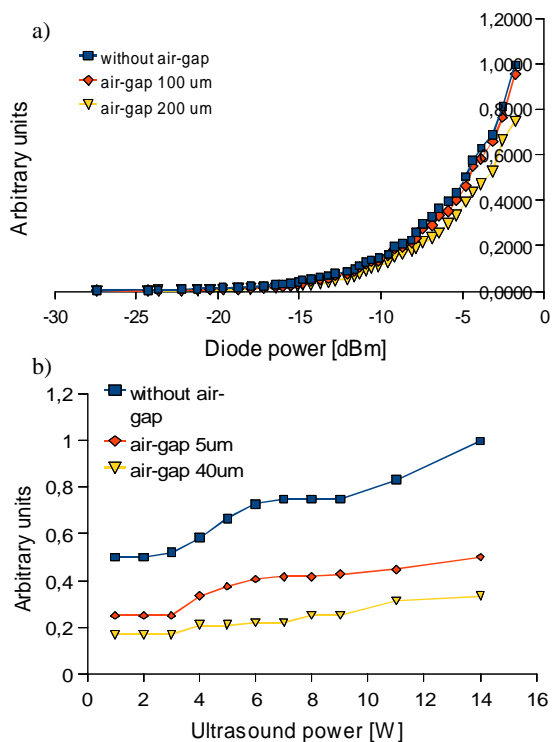 a)
without air-gap
air-gap 100 um
air-gap 200 um
Arbitrary units
1,2000
1,0000
0,8000
0,6000
0,4000
0,2000
0,0000
-30 -25 -20 -15 -10 -5 0
Diode power [dBm]
b)
without air-
gap
air-gap 5um
air-gap 40um
Arbitrary units
1,2
1
0,8
0,6
0,4
0,2
0
0 2 4 6 8 10 12 14 16
Ultrasound power [W]